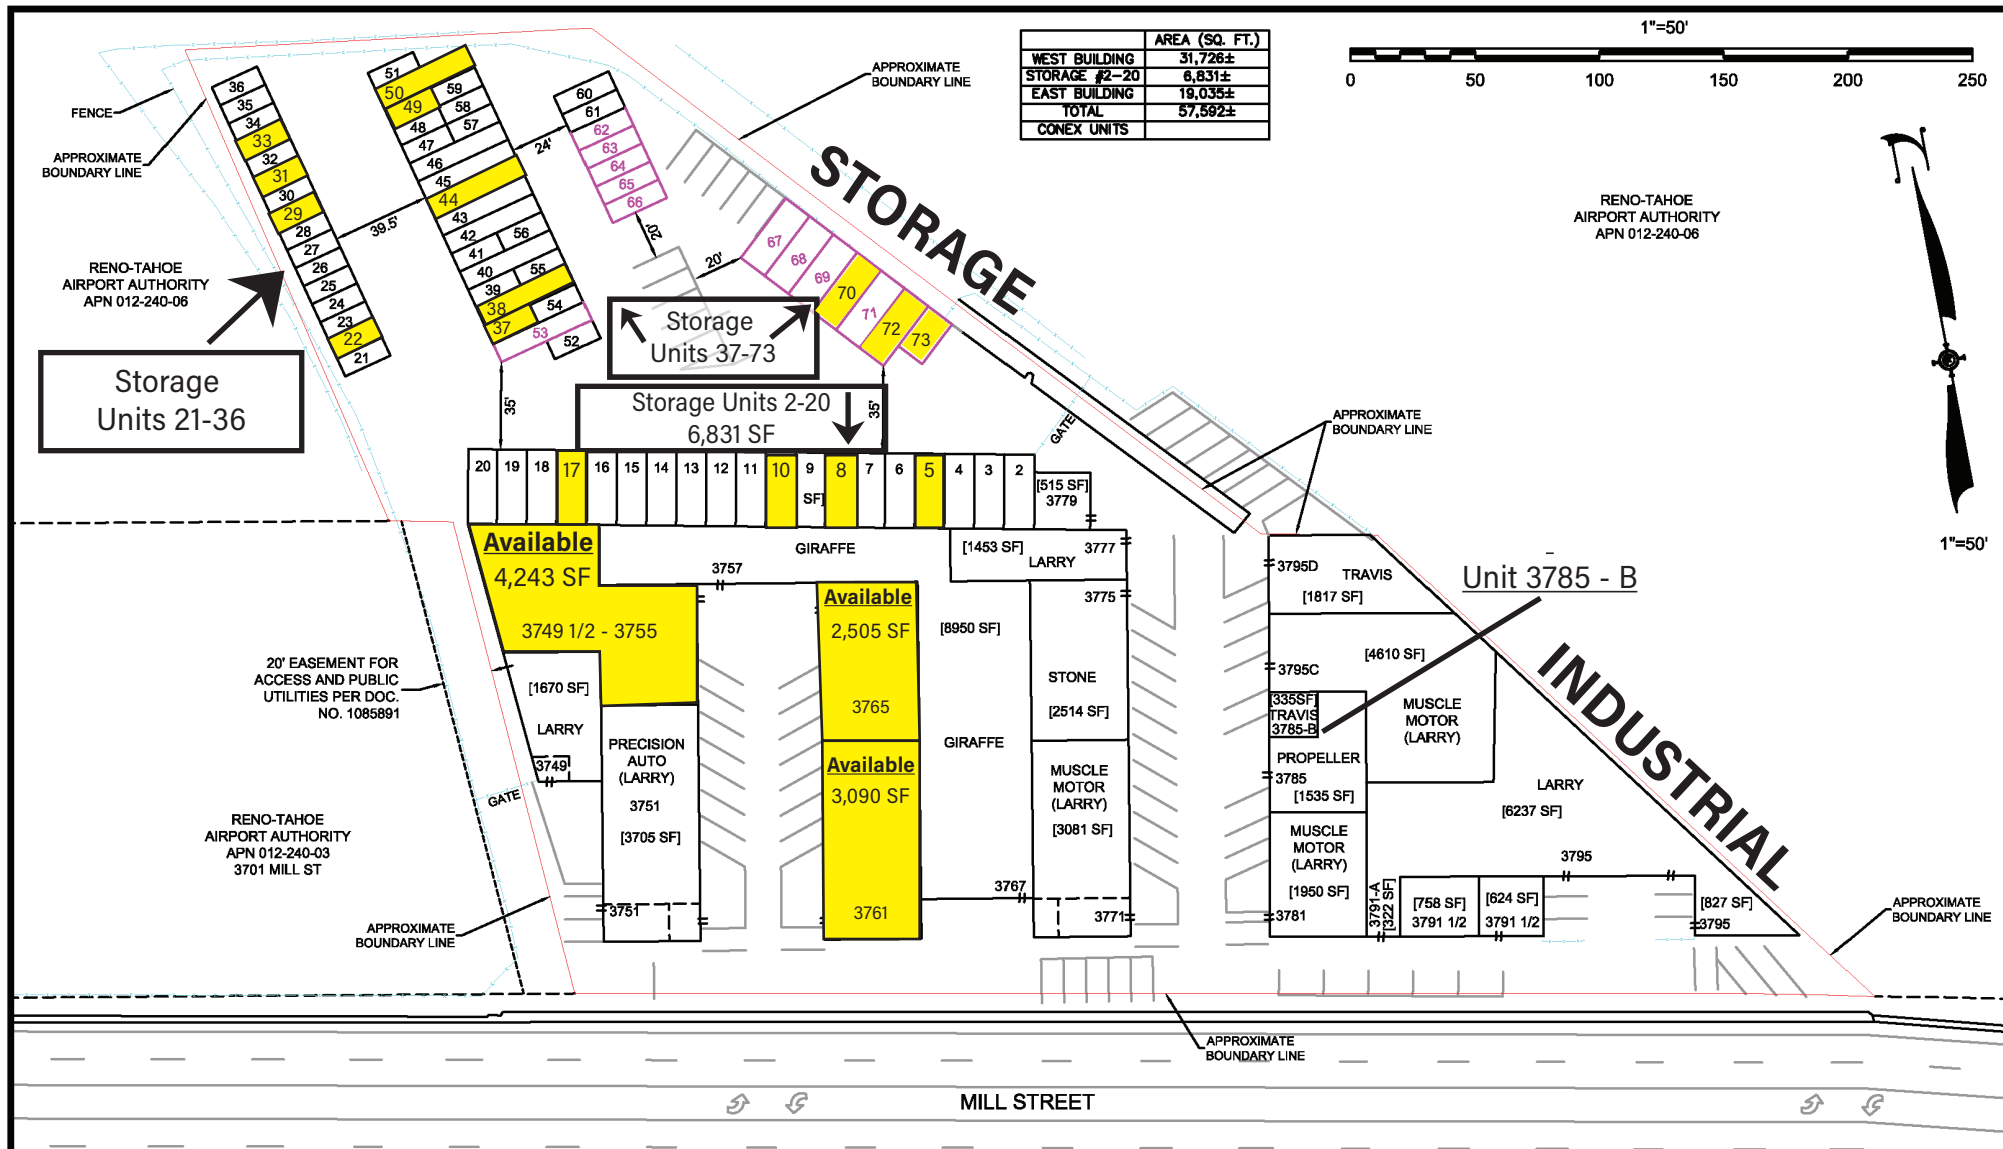 AREA (SQ. FT.)
WEST BUILDING 31,726±
STORAGE #2-20 6,831±
EAST BUILDING 19,035±
TOTAL 57,592±
CONEX UNITS
1"=50'
0 50 100 150 200 250
APPROXIMATE
BOUNDARY LINE
FENCE
APPROXIMATE
BOUNDARY LINE
36
35
34
33
32
31
30
29
28
27
26
25
24
23
22
21
39.5'
51
50
49
59
48
58
47
57
46
45
44
43
42
56
41
40
55
39
38
54
37
53
52
24'
60
61
62
63
64
65
66
20'
20'
67
68
69
70
71
72
73
STORAGE
RENO-TAHOE
AIRPORT AUTHORITY
APN 012-240-06
RENO-TAHOE
AIRPORT AUTHORITY
APN 012-240-06
1"=50'
Storage
Units 21-36
Storage
Units 37-73
Storage Units 2-20
6,831 SF
35'
35'
GATE
APPROXIMATE
BOUNDARY LINE
20 19 18 17 16 15 14 13 12 11 10 9 8 7 6 5 4 3 2
SF]
[515 SF]
3779
Available
4,243 SF
3749 1/2 - 3755
GIRAFFE
3757
[1453 SF]
LARRY
3777
3775
Available
2,505 SF
3765
[8950 SF]
GIRAFFE
STONE
[2514 SF]
3795D
TRAVIS
[1817 SF]
Unit 3785 - B
3795C
[4610 SF]
MUSCLE
MOTOR
(LARRY)
INDUSTRIAL
[335SF]
TRAVIS
3785-B
PROPELLER
3785
[1535 SF]
20' EASEMENT FOR
ACCESS AND PUBLIC
UTILITIES PER DOC.
NO. 1085891
[1670 SF]
LARRY
3749
GATE
PRECISION
AUTO
(LARRY)
3751
[3705 SF]
3751
Available
3,090 SF
3761
MUSCLE
MOTOR
(LARRY)
[3081 SF]
3767
3771
LARRY
[6237 SF]
MUSCLE
MOTOR
(LARRY)
[1950 SF]
3781
3791-A
[322 SF]
[758 SF]
3791 1/2
[624 SF]
3791 1/2
3795
[827 SF]
3795
RENO-TAHOE
AIRPORT AUTHORITY
APN 012-240-03
3701 MILL ST
APPROXIMATE
BOUNDARY LINE
APPROXIMATE
BOUNDARY LINE
APPROXIMATE
BOUNDARY LINE
MILL STREET